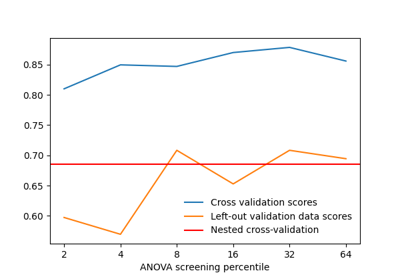 0.85
0.80
0.75
0.70
0.65
0.60
Cross validation scores
Left-out validation data scores
Nested cross-validation
2 4 8 16 32 64
ANOVA screening percentile